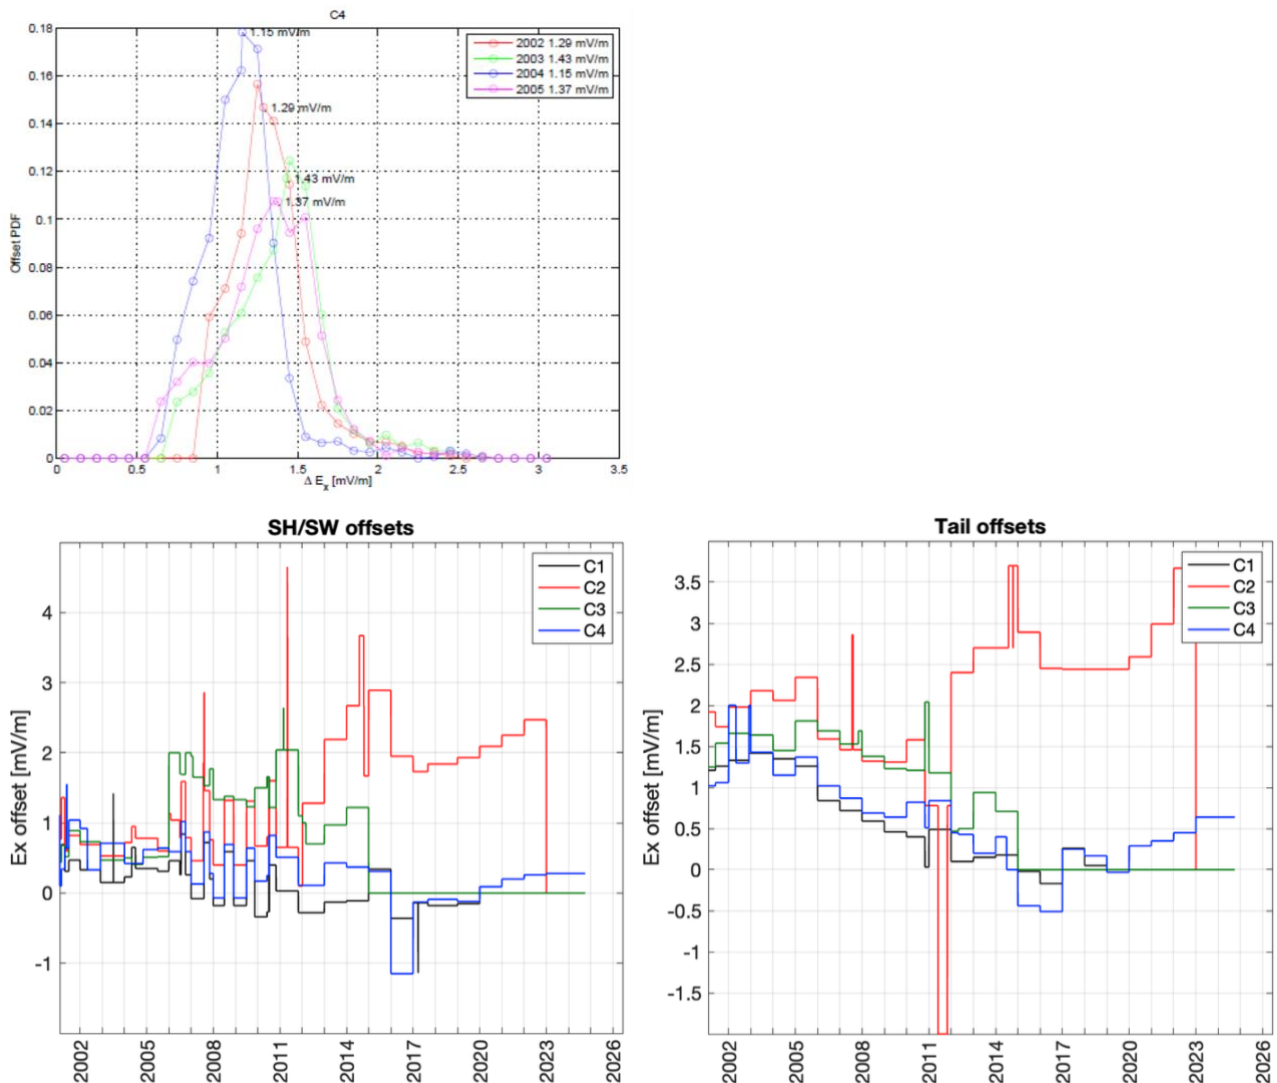 C4
0.18
0.16
0.14
0.12
0.1
0.08
0.06
0.04
0.02
0
Offset PDF
1.15 mV/m
1.29 mV/m
1.43 mV/m
1.37 mV/m
2002 1.29 mV/m
2003 1.43 mV/m
2004 1.15 mV/m
2005 1.37 mV/m
0 0.5 1 1.5 2 2.5 3 3.5
Δ Ex [mV/m]
SH/SW offsets
Ex offset [mV/m]
4
3
2
1
0
-1
C1
C2
C3
C4
2002 2005 2008 2011 2014 2017 2020 2023 2026
Tail offsets
Ex offset [mV/m]
3.5
3
2.5
2
1.5
1
0.5
0
-0.5
-1
-1.5
C1
C2
C3
C4
2002 2005 2008 2011 2014 2017 2020 2023 2026